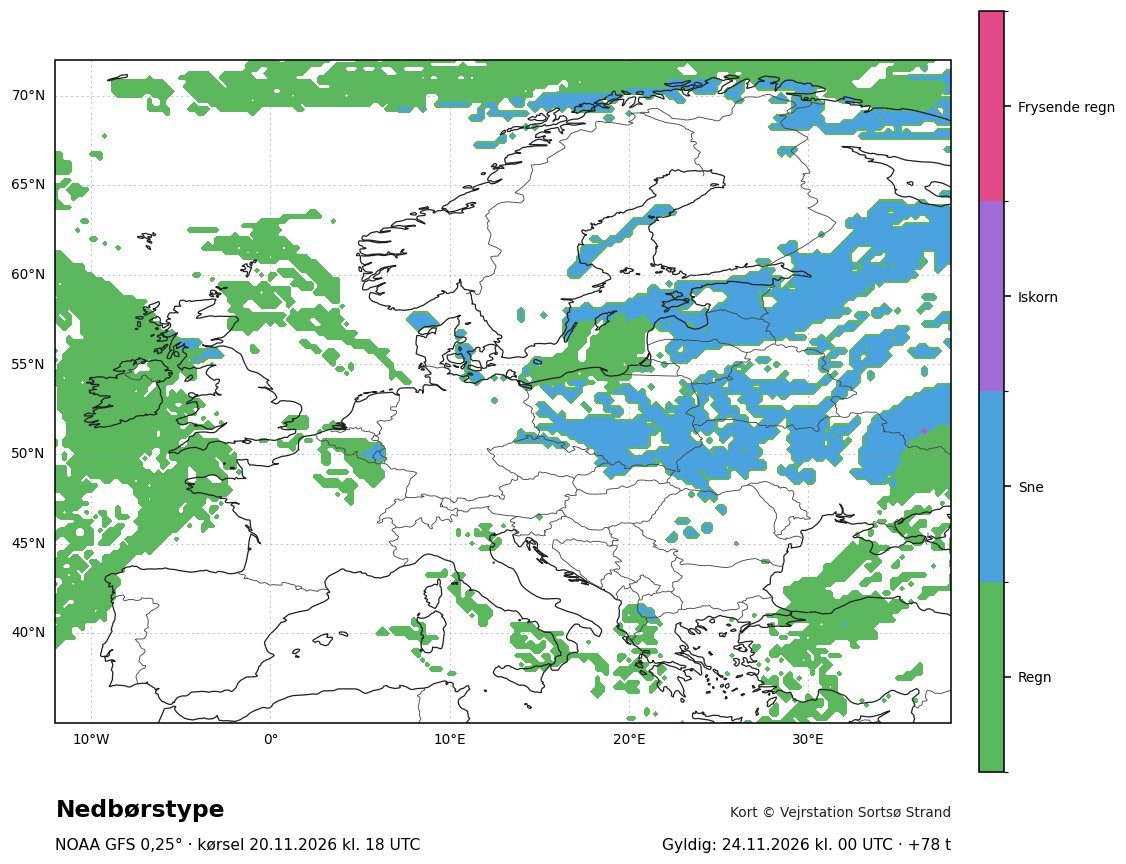 70°N
65°N
60°N
55°N
50°N
45°N
40°N
10°W
0°
10°E
20°E
30°E
Frysende regn
Iskorn
Sne
Regn
Nedbørstype
Kort © Vejrstation Sortsø Strand
NOAA GFS 0,25° · kørsel 20.11.2026 kl. 18 UTC
Gyldig: 24.11.2026 kl. 00 UTC · +78 t